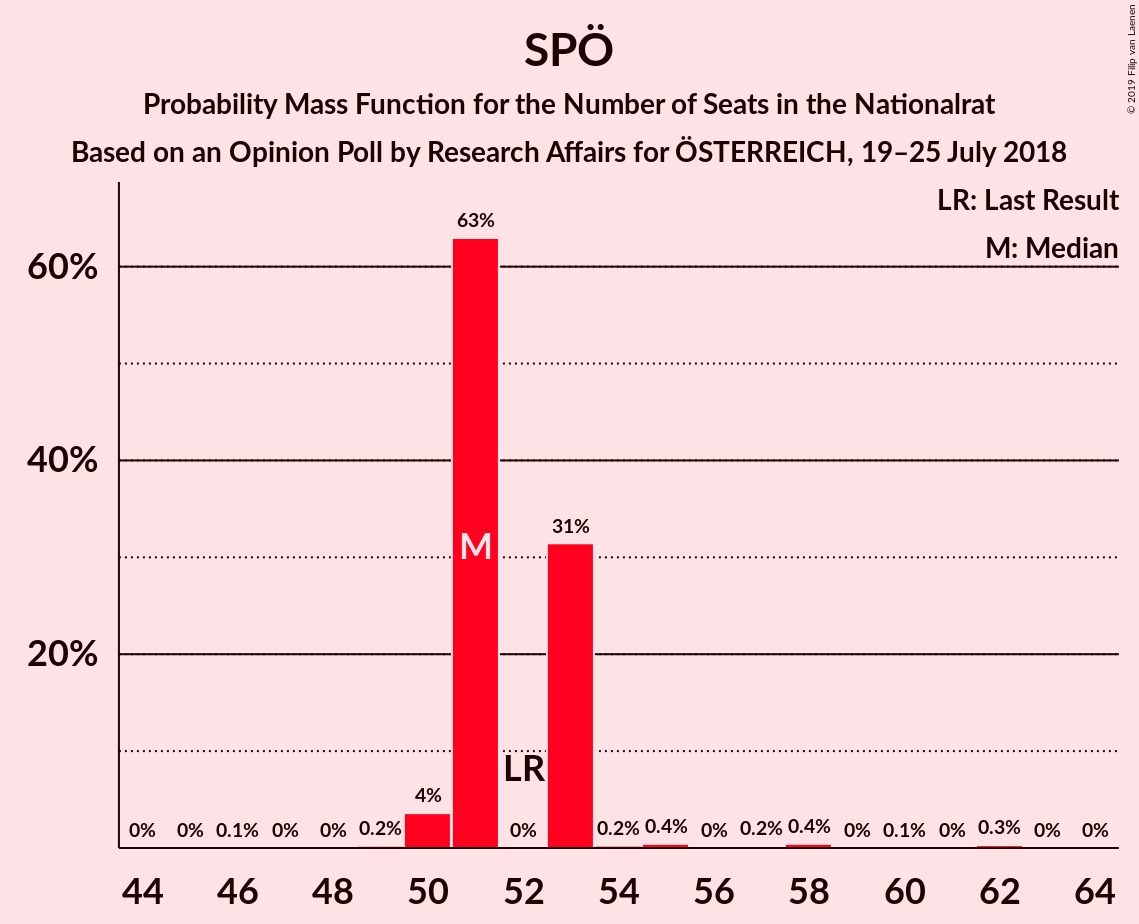 SPÖ
Probability Mass Function for the Number of Seats in the Nationalrat
Based on an Opinion Poll by Research Affairs for ÖSTERREICH, 19–25 July 2018
© 2019 Filip van Laenen
LR: Last Result
M: Median
63%
60%
31%
M
40%
20%
LR
4%
0% 0% 0.1% 0% 0% 0.2% 0% 0.2% 0.4% 0% 0.2% 0.4% 0% 0.1% 0% 0.3% 0% 0%
44 46 48 50 52 54 56 58 60 62 64